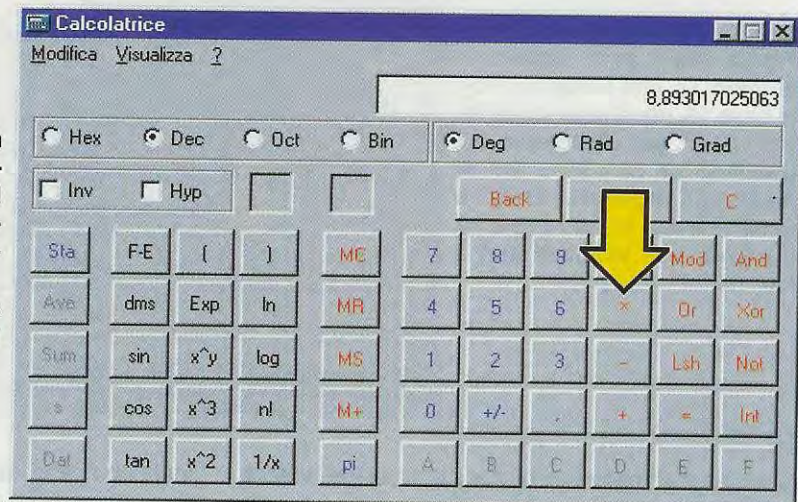 Calcolatrice
Modifica Visualizza ?
8,893017025063
Hex Dec Oct Bin Deg Rad Grad
Inv Hyp Back C
Sta F-E ( ) MC 7 8 9 Mod And
Ave dms Exp ln MR 4 5 6 * Or Xor
Sum sin x^y log MS 1 2 3 - Lsh Not
s cos x^3 n! M+ 0 +/- , + = Int
Dat tan x^2 1/x pi A B C D E F